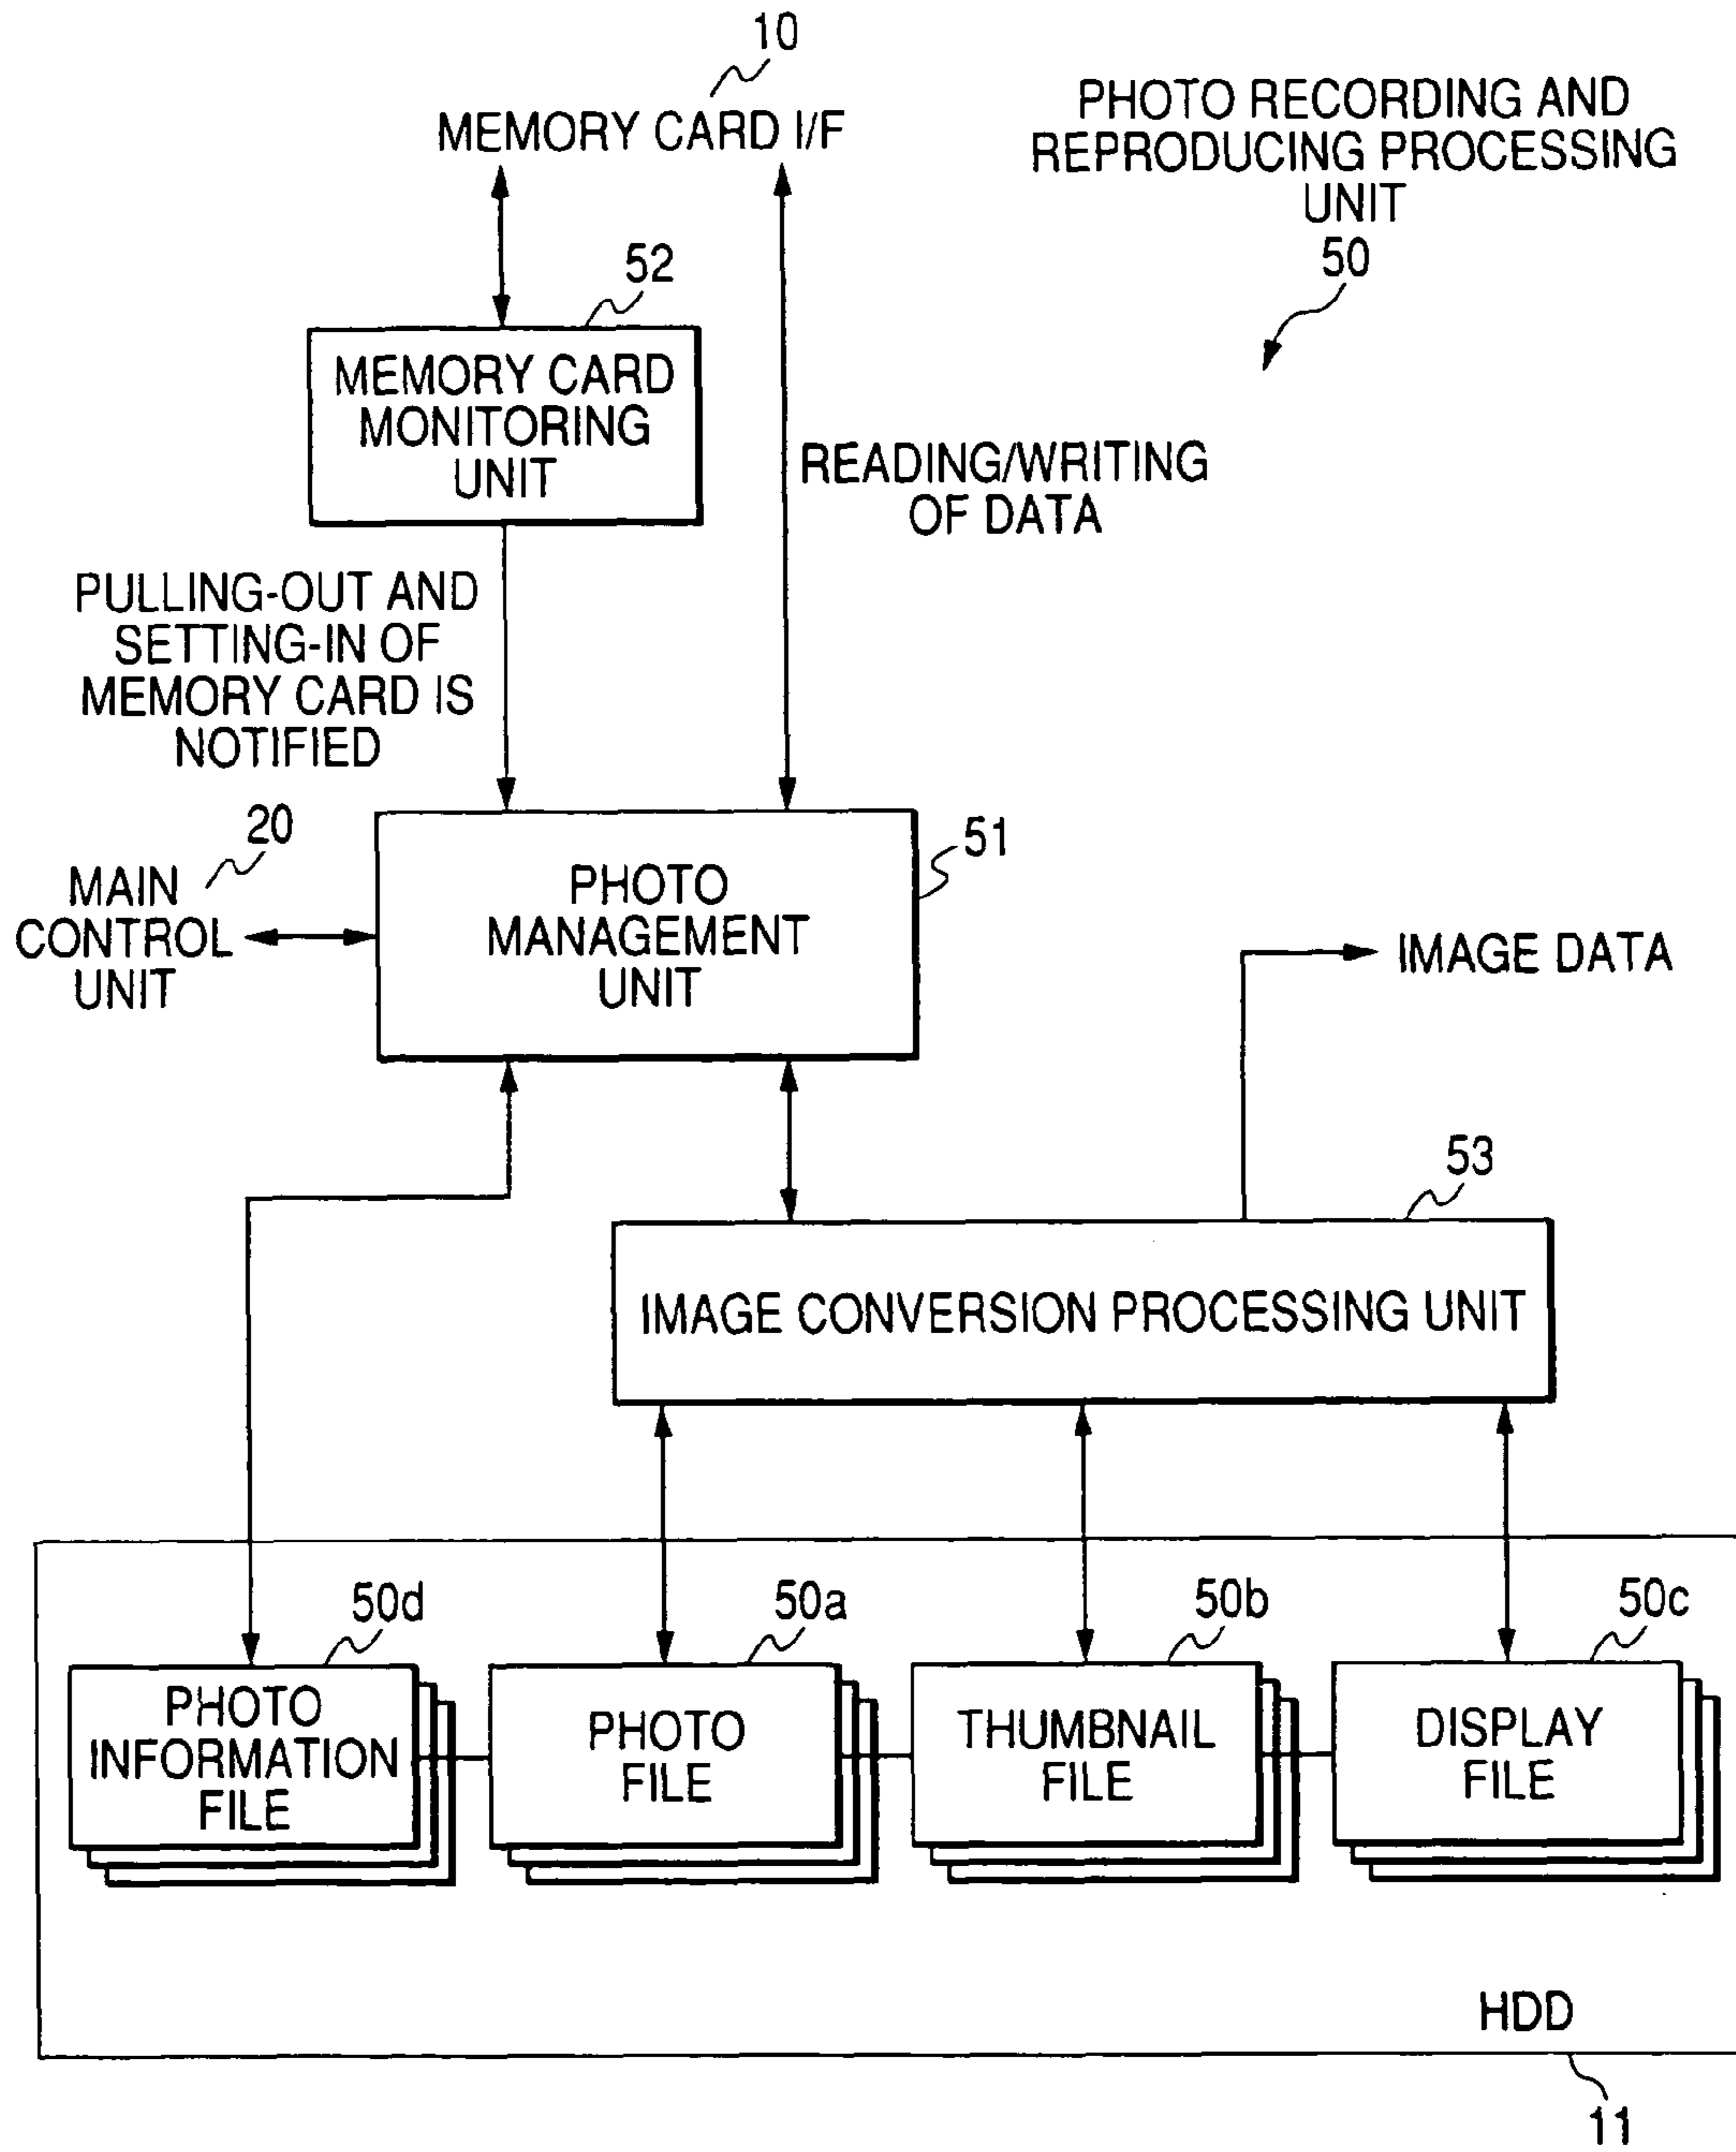 10
MEMORY CARD I/F
PHOTO RECORDING AND
REPRODUCING PROCESSING
UNIT
50
52
MEMORY CARD
MONITORING
UNIT
READING/WRITING
OF DATA
PULLING-OUT AND
SETTING-IN OF
MEMORY CARD IS
NOTIFIED
20
MAIN
CONTROL
UNIT
51
PHOTO
MANAGEMENT
UNIT
IMAGE DATA
53
IMAGE CONVERSION PROCESSING UNIT
50d
50a
50b
50c
PHOTO
INFORMATION
FILE
PHOTO
FILE
THUMBNAIL
FILE
DISPLAY
FILE
HDD
11